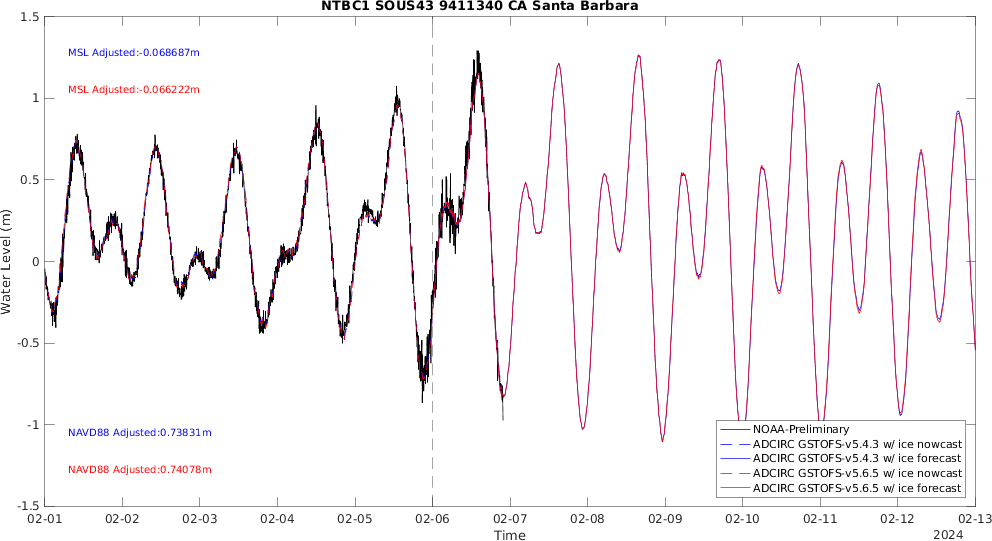 NTBC1 SOUS43 9411340 CA Santa Barbara
1.5
1
0.5
0
-0.5
-1
-1.5
Water Level (m)
MSL Adjusted:-0.068687m
MSL Adjusted:-0.066222m
NAVD88 Adjusted:0.73831m
NAVD88 Adjusted:0.74078m
NOAA-Preliminary
ADCIRC GSTOFS-v5.4.3 w/ ice nowcast
ADCIRC GSTOFS-v5.4.3 w/ ice forecast
ADCIRC GSTOFS-v5.6.5 w/ ice nowcast
ADCIRC GSTOFS-v5.6.5 w/ ice forecast
02-01 02-02 02-03 02-04 02-05 02-06 02-07 02-08 02-09 02-10 02-11 02-12 02-13
Time
2024